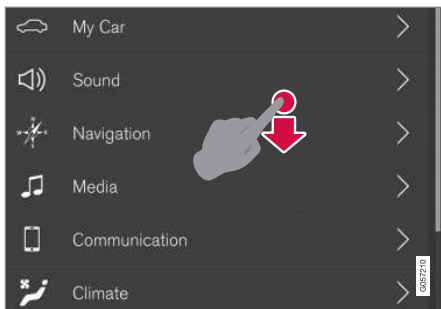 My Car
Sound
Navigation
Media
Communication
Climate
G057210